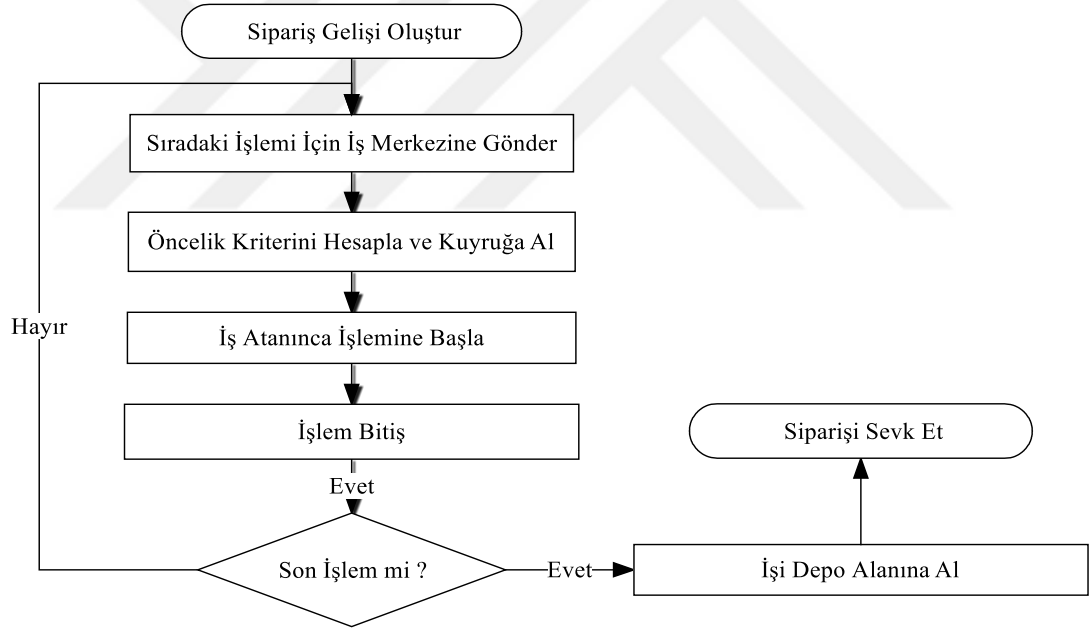 Sipariş Gelişi Oluştur
Sıradaki İşlemi İçin İş Merkezine Gönder
Öncelik Kriterini Hesapla ve Kuyruğa Al
Hayır
İş Atanınca İşlemine Başla
İşlem Bitiş
Siparişi Sevk Et
Evet
Son İşlem mi ?
Evet
İşi Depo Alanına Al